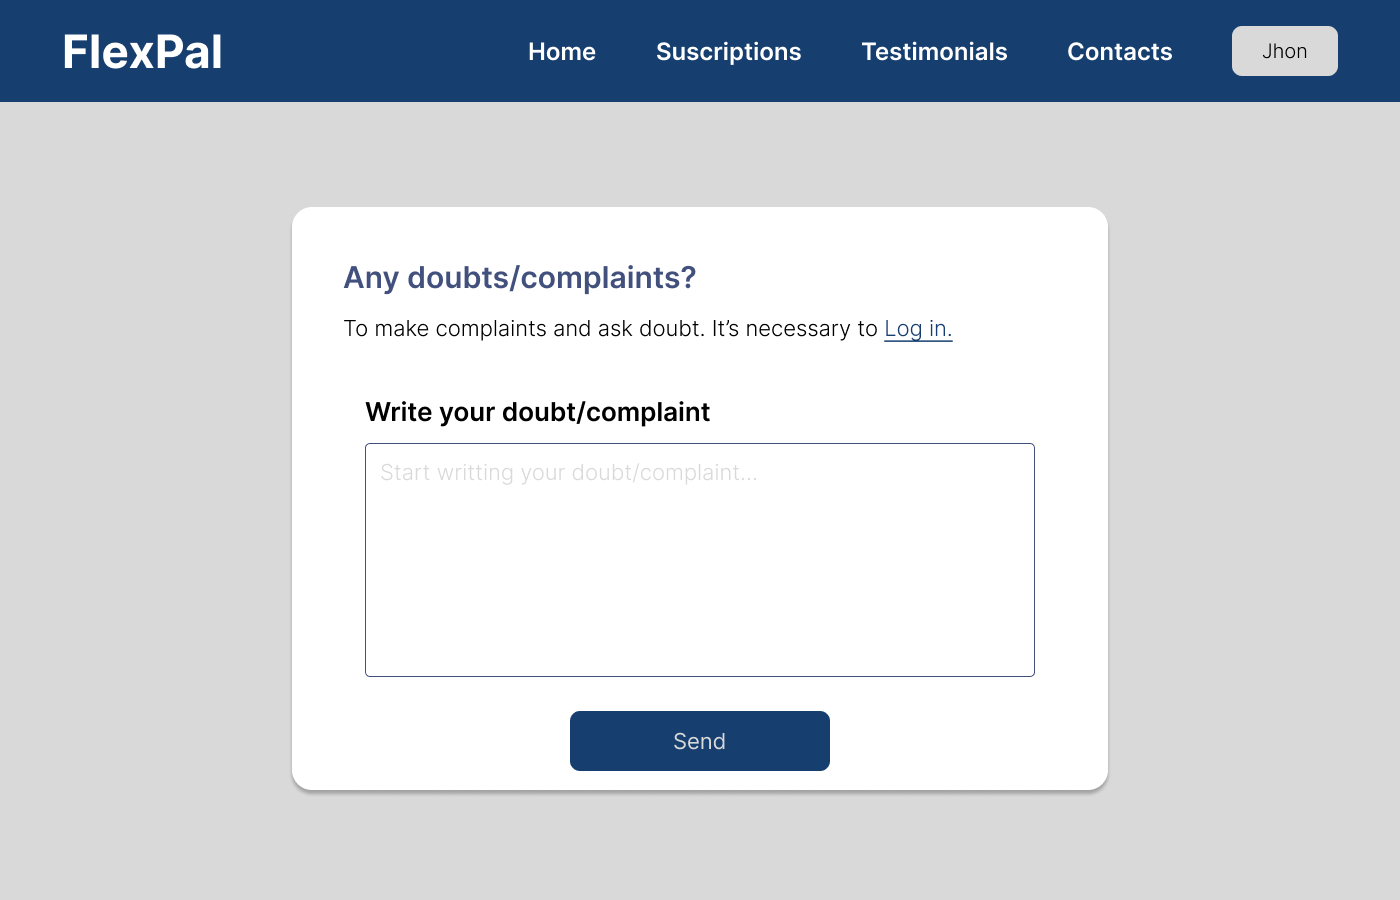 FlexPal
Home
Suscriptions
Testimonials
Contacts
Jhon
Any doubts/complaints?
To make complaints and ask doubt. It’s necessary to Log in.
Write your doubt/complaint
Start writting your doubt/complaint...
Send